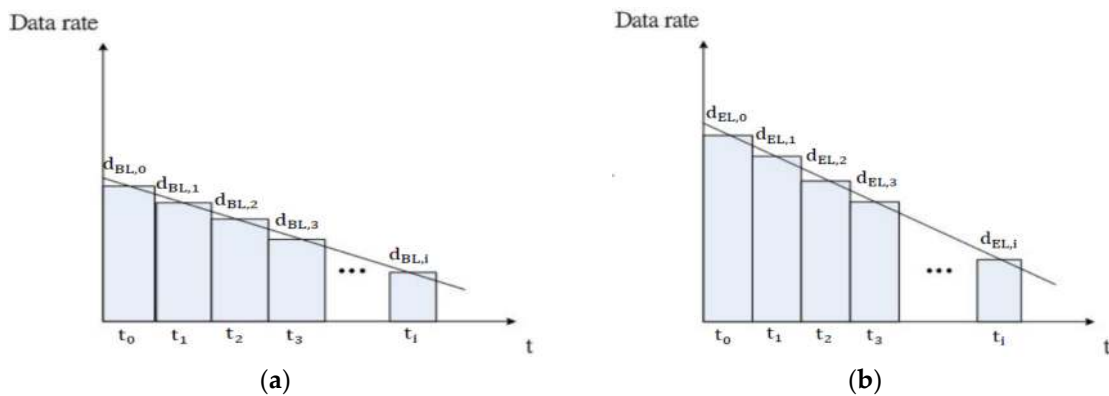 Data rate
d_BL,0
d_BL,1
d_BL,2
d_BL,3
d_BL,i
•••
t_0 t_1 t_2 t_3 t_i
t
(a)
Data rate
d_EL,0
d_EL,1
d_EL,2
d_EL,3
d_EL,i
•••
t_0 t_1 t_2 t_3 t_i
t
(b)